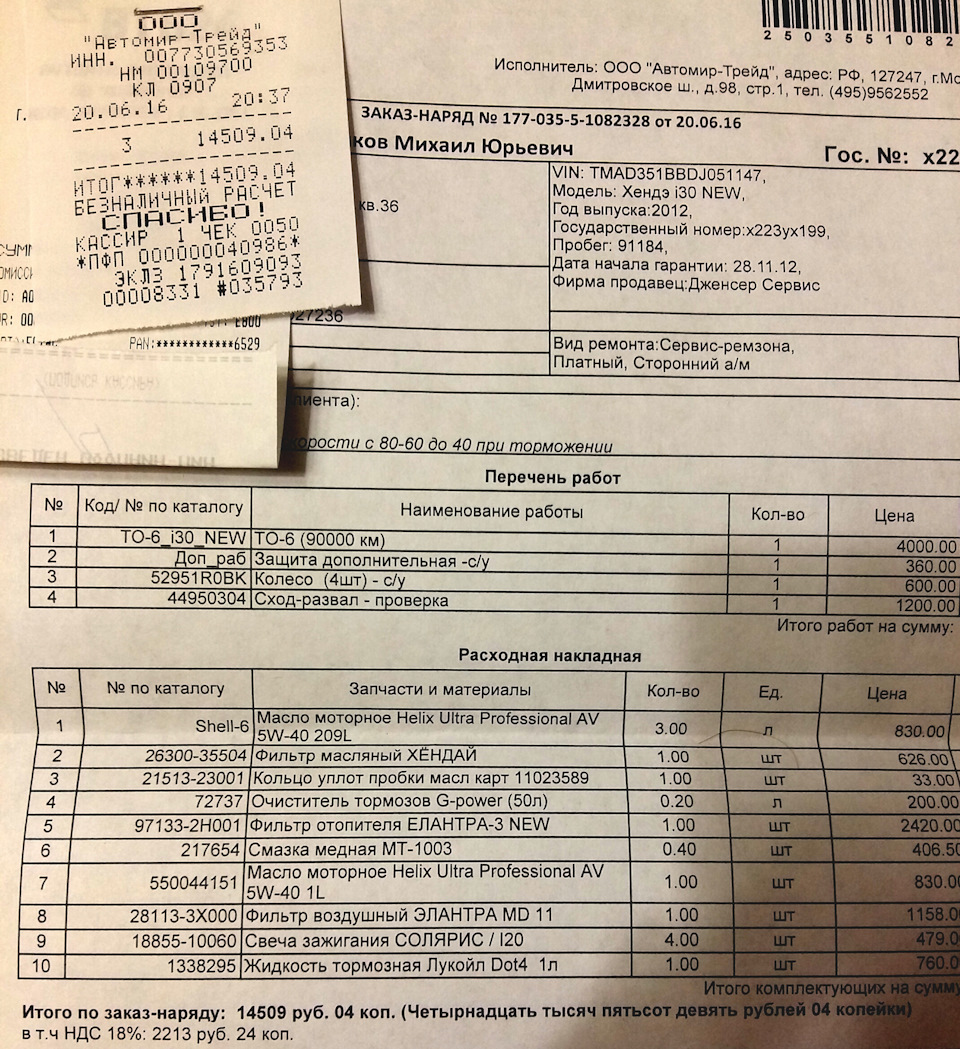 ООО
"Автомир-Трейд"
ИНН. 007730569353
НМ 00109700
КЛ 0907
20.06.16 20:37
3 14509.04
ИТОГ******14509.04
БЕЗНАЛИЧНЫЙ РАСЧЕТ
СПАСИБО!
КАССИР 1 ЧЕК 0050
*ПФП 000000040986*
ЭКЛЗ 1791609093
00008331 #035793
PAN:************6529
2 5 0 3 5 5 1 0 8 2
Исполнитель: ООО "Автомир-Трейд", адрес: РФ, 127247, г.Мо
Дмитровское ш., д.98, стр.1, тел. (495)9562552
г.
ЗАКАЗ-НАРЯД № 177-035-5-1082328 от 20.06.16
ков Михаил Юрьевич
Гос. №: х22
кв.36
VIN: TMAD351BBDJ051147,
Модель: Хендэ i30 NEW,
Год выпуска:2012,
Государственный номер:х223ух199,
Пробег: 91184,
Дата начала гарантии: 28.11.12,
Фирма продавец:Дженсер Сервис
27236
Вид ремонта:Сервис-ремзона,
Платный, Сторонний а/м
лиента):
корости с 80-60 до 40 при торможении
Перечень работ
№ Код/ № по каталогу Наименование работы Кол-во Цена
1 ТО-6_i30_NEW ТО-6 (90000 км) 1 4000.00
2 Доп_раб Защита дополнительная -с/у 1 360.00
3 52951R0BK Колесо (4шт) - с/у 1 600.00
4 44950304 Сход-развал - проверка 1 1200.00
Итого работ на сумму:
Расходная накладная
№ № по каталогу Запчасти и материалы Кол-во Ед. Цена
1 Shell-6 Масло моторное Helix Ultra Professional AV 3.00 л 830.00
5W-40 209L
2 26300-35504 Фильтр масляный ХЁНДАЙ 1.00 шт 626.00
3 21513-23001 Кольцо уплот пробки масл карт 11023589 1.00 шт 33.00
4 72737 Очиститель тормозов G-power (50л) 0.20 л 200.00
5 97133-2H001 Фильтр отопителя ЕЛАНТРА-3 NEW 1.00 шт 2420.00
6 217654 Смазка медная МТ-1003 0.40 шт 406.50
7 550044151 Масло моторное Helix Ultra Professional AV 1.00 шт 830.0
5W-40 1L
8 28113-3X000 Фильтр воздушный ЭЛАНТРА MD 11 1.00 шт 1158.0
9 18855-10060 Свеча зажигания СОЛЯРИС / I20 4.00 шт 479.0
10 1338295 Жидкость тормозная Лукойл Dot4 1л 1.00 шт 760.0
Итого комплектующих на сумму
Итого по заказ-наряду: 14509 руб. 04 коп. (Четырнадцать тысяч пятьсот девять рублей 04 копейки)
в т.ч НДС 18%: 2213 руб. 24 коп.